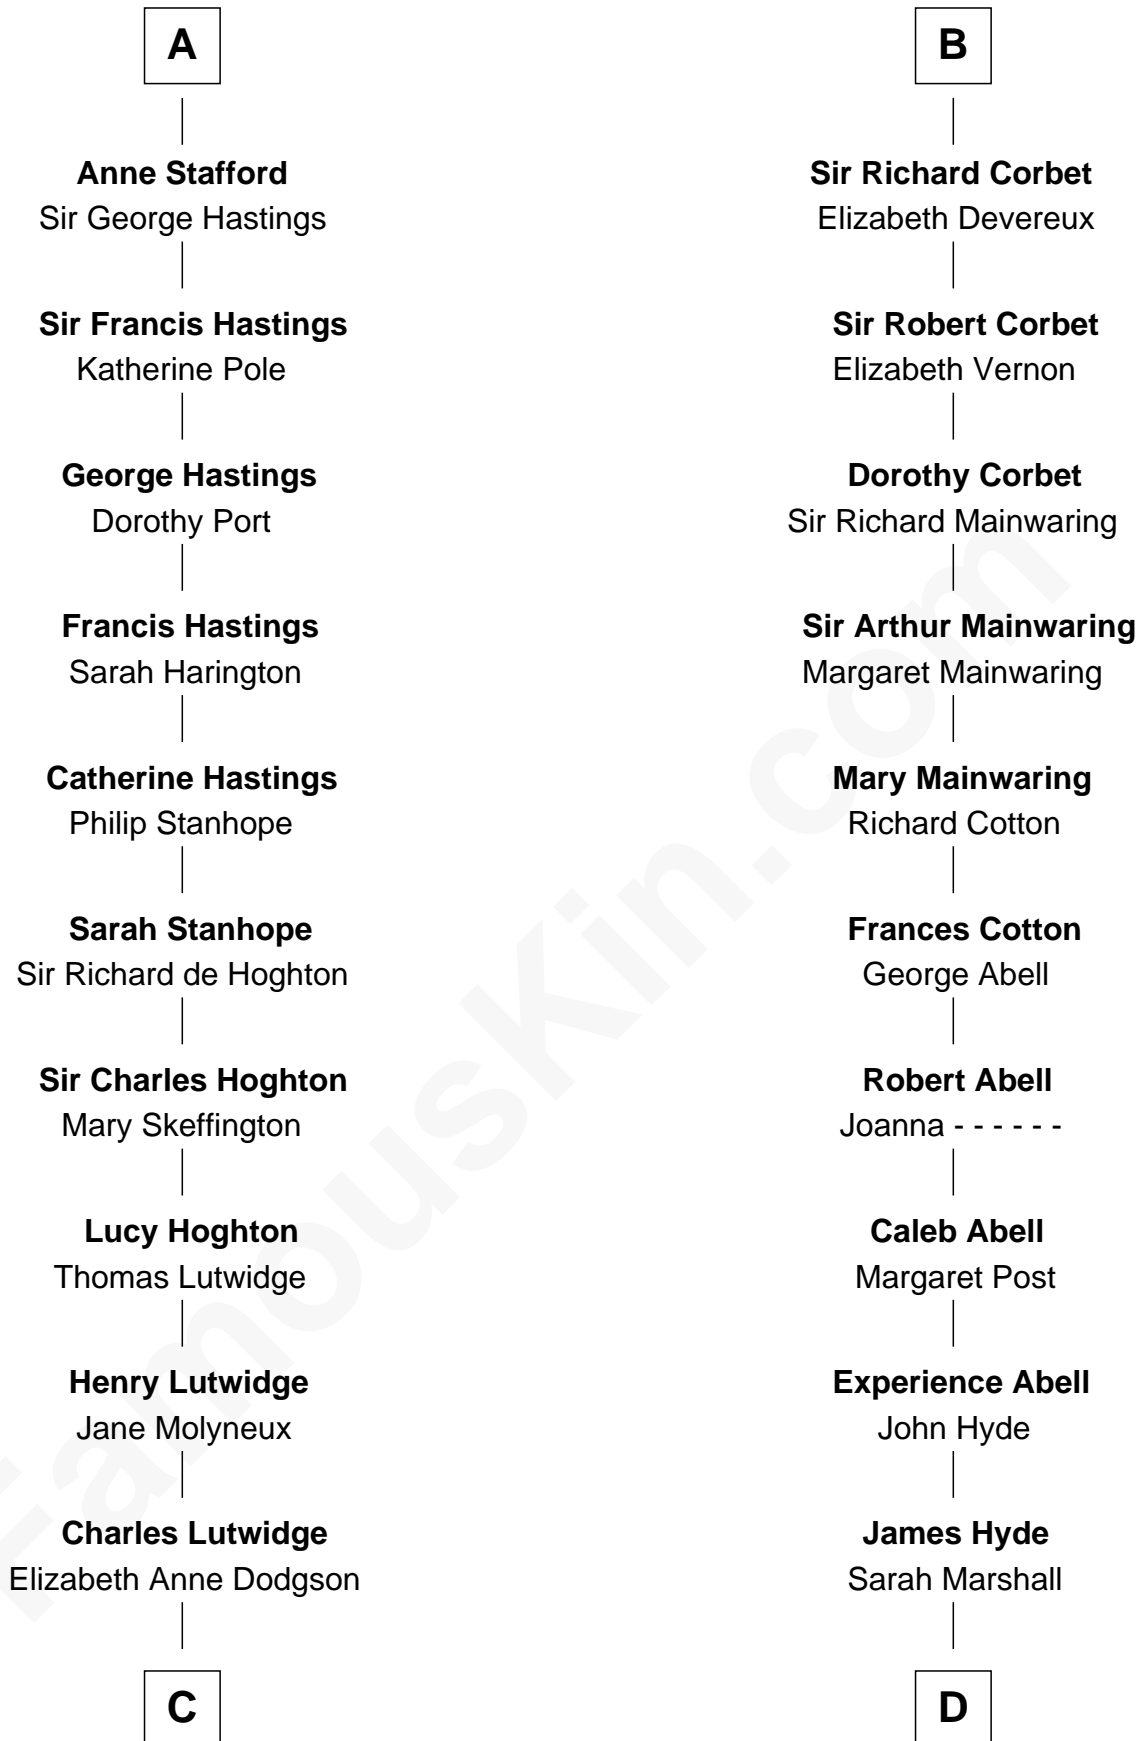 A
Anne Stafford
Sir George Hastings
Sir Francis Hastings
Katherine Pole
George Hastings
Dorothy Port
Francis Hastings
Sarah Harington
Catherine Hastings
Philip Stanhope
Sarah Stanhope
Sir Richard de Hoghton
Sir Charles Hoghton
Mary Skeffington
Lucy Hoghton
Thomas Lutwidge
Henry Lutwidge
Jane Molyneux
Charles Lutwidge
Elizabeth Anne Dodgson
C
B
Sir Richard Corbet
Elizabeth Devereux
Sir Robert Corbet
Elizabeth Vernon
Dorothy Corbet
Sir Richard Mainwaring
Sir Arthur Mainwaring
Margaret Mainwaring
Mary Mainwaring
Richard Cotton
Frances Cotton
George Abell
Robert Abell
Joanna - - - - - -
Caleb Abell
Margaret Post
Experience Abell
John Hyde
James Hyde
Sarah Marshall
D
FamousKin.com